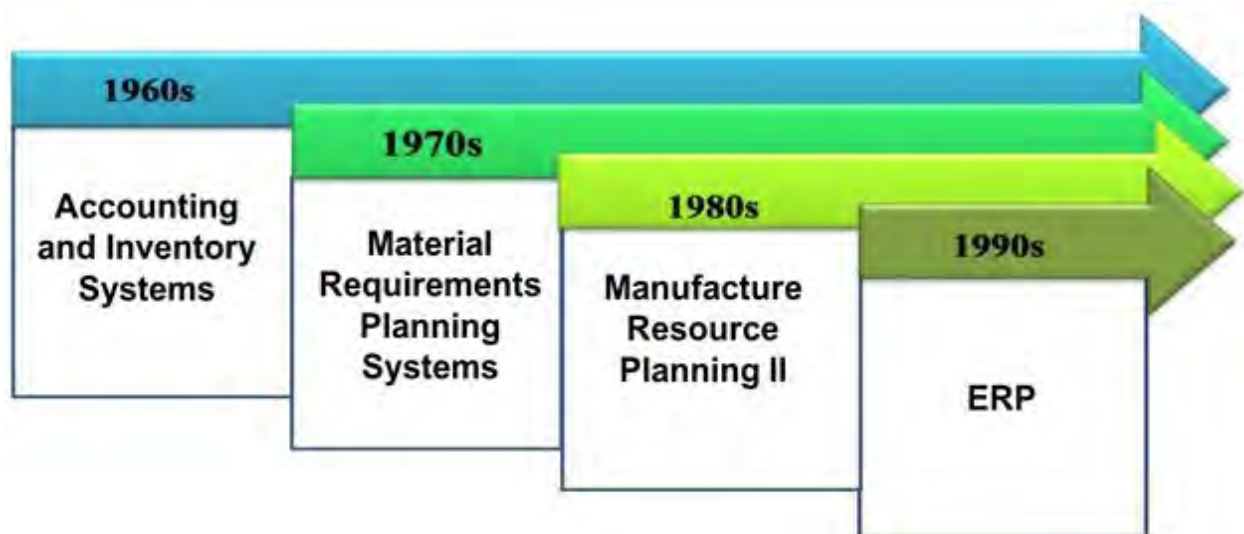 1960s
Accounting
and Inventory
Systems
1970s
Material
Requirements
Planning
Systems
1980s
Manufacture
Resource
Planning II
1990s
ERP